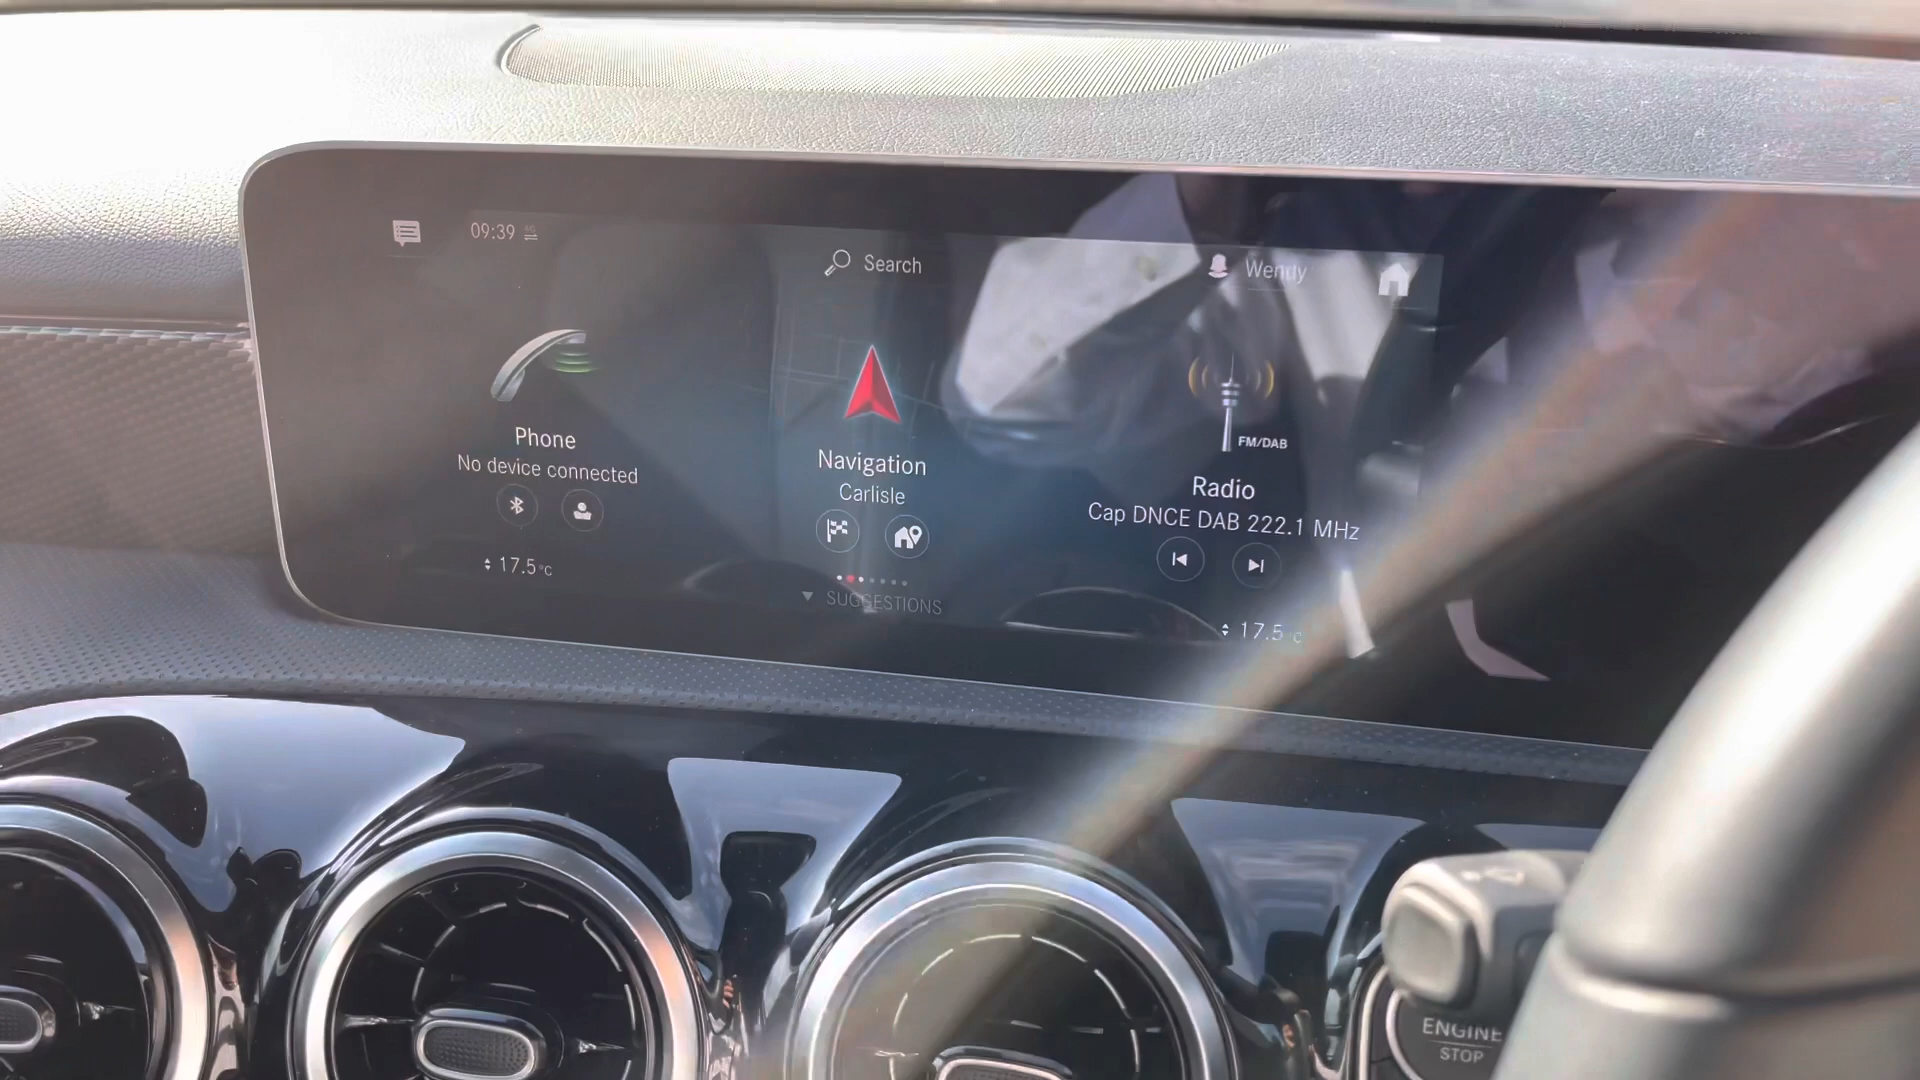 09:39
Search
Wendy
Phone
No device connected
17.5°C
Navigation
Carlisle
SUGGESTIONS
FM/DAB
Radio
Cap DNCE DAB 222.1 MHz
17.5°C
ENGINE
STOP